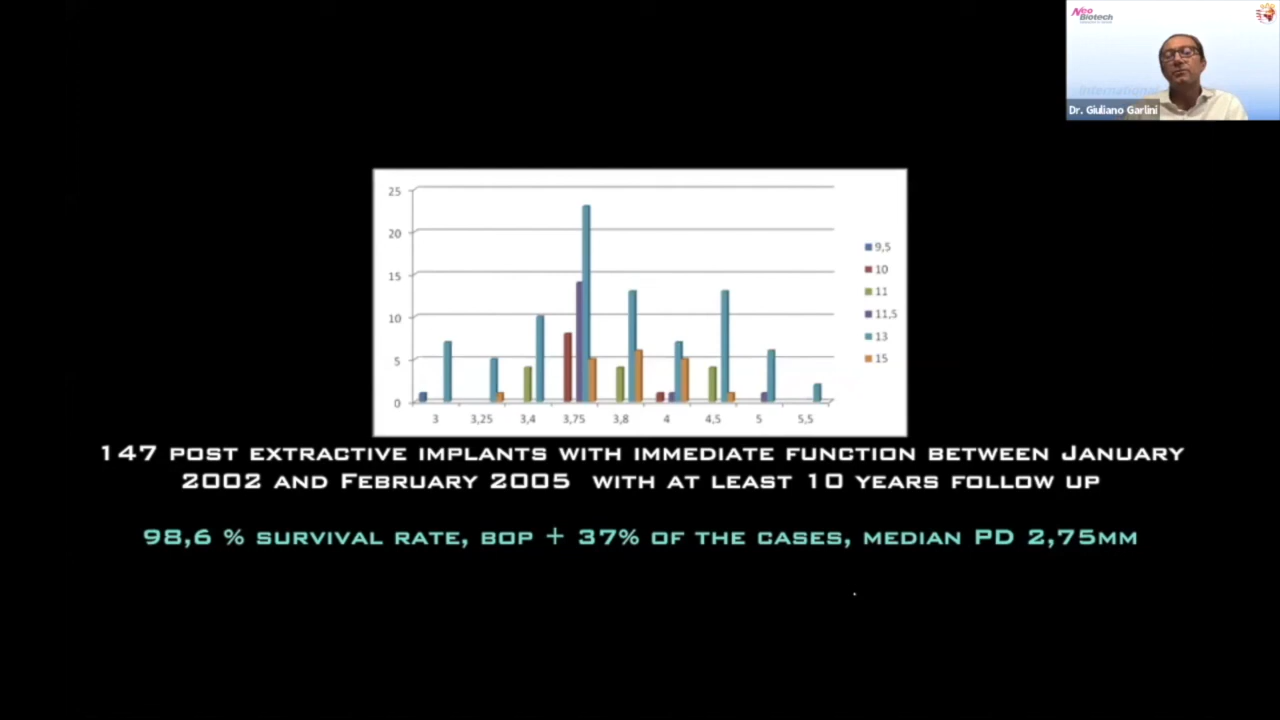 Neo
Biotech
International
Dr. Giuliano Garlini
25
20
15
10
5
0
3 3,25 3,4 3,75 3,8 4 4,5 5 5,5
9,5
10
11
11,5
13
15
147 POST EXTRACTIVE IMPLANTS WITH IMMEDIATE FUNCTION BETWEEN JANUARY
2002 AND FEBRUARY 2005 WITH AT LEAST 10 YEARS FOLLOW UP
98,6 % SURVIVAL RATE, BOP + 37% OF THE CASES, MEDIAN PD 2,75MM